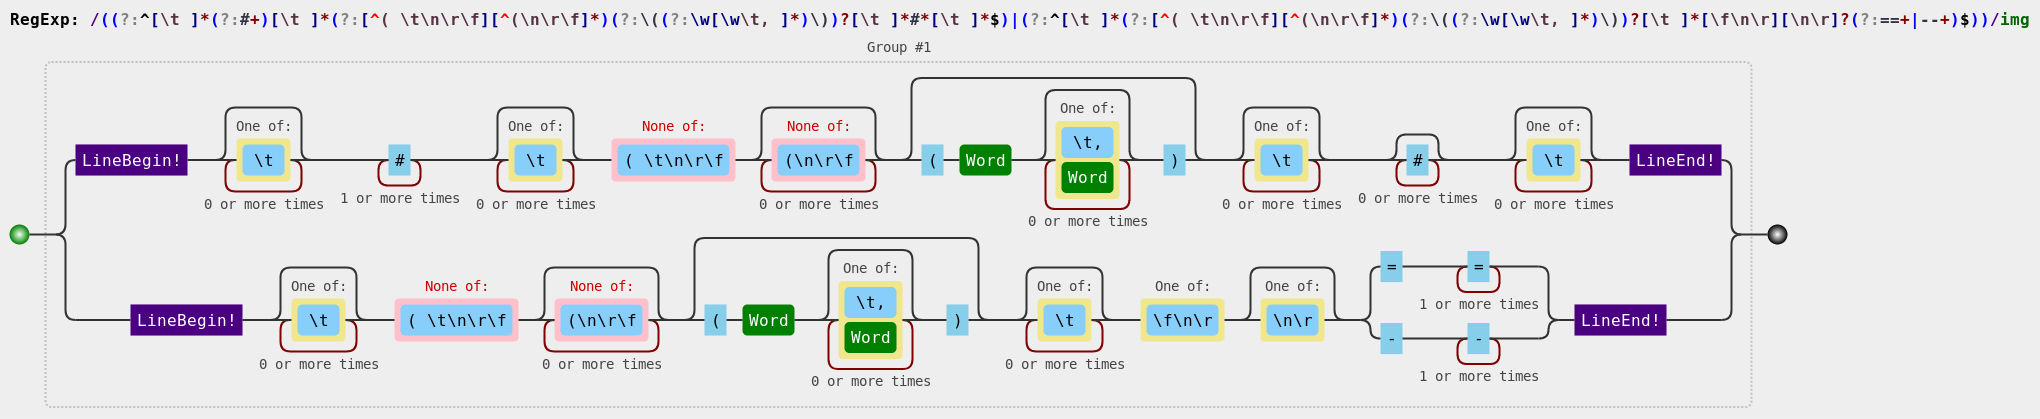 RegExp: /((?:^[\t ]*(?:#+)[\t ]*(?:[^( \t\n\r\f][^(\n\r\f]*)(?:\((?:\w[\w\t, ]*)\))?[\t ]*#*[\t ]*$)|(?:^[\t ]*(?:[^( \t\n\r\f][^(\n\r\f]*)(?:\((?:\w[\w\t, ]*)\))?[\t ]*[\f\n\r][\n\r]?(?:==+|--+)$))/img
Group #1
One of: One of: None of: None of: One of: One of: One of:
LineBegin! \t # \t ( \t\n\r\f (\n\r\f ( Word \t, Word ) \t # \t LineEnd!
0 or more times 1 or more times 0 or more times 0 or more times 0 or more times 0 or more times 0 or more times 0 or more times
One of: None of: None of: One of: One of: One of: One of:
LineBegin! \t ( \t\n\r\f (\n\r\f ( Word \t, Word ) \t \f\n\r \n\r = = - - LineEnd!
0 or more times 0 or more times 0 or more times 0 or more times 1 or more times 1 or more times